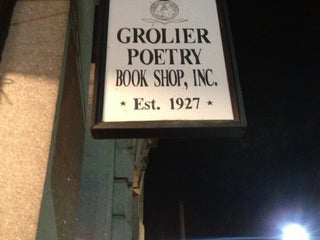 GROLIER
POETRY
BOOK SHOP, INC.
* Est. 1927 *